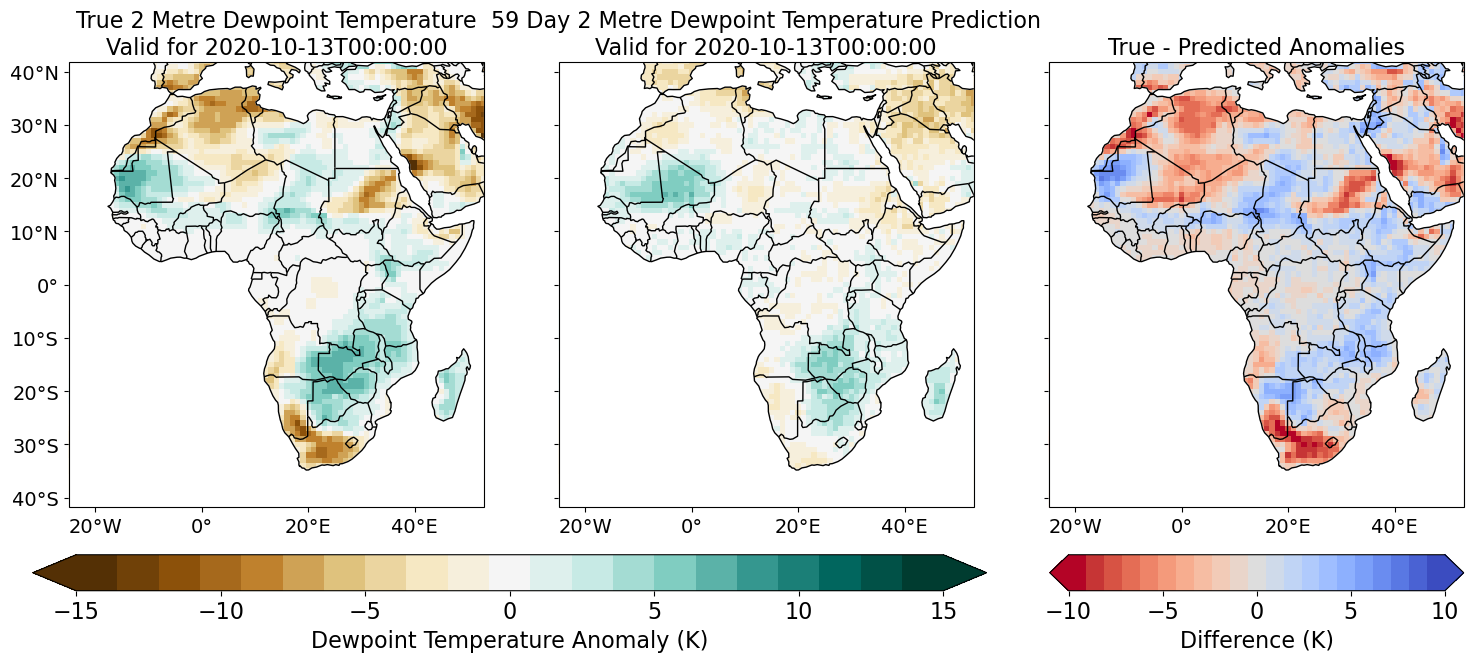 True 2 Metre Dewpoint Temperature
Valid for 2020-10-13T00:00:00
59 Day 2 Metre Dewpoint Temperature Prediction
Valid for 2020-10-13T00:00:00
True - Predicted Anomalies
40°N
30°N
20°N
10°N
0°
10°S
20°S
30°S
40°S
20°W 0° 20°E 40°E
20°W 0° 20°E 40°E
20°W 0° 20°E 40°E
−15 −10 −5 0 5 10 15
Dewpoint Temperature Anomaly (K)
−10 −5 0 5 10
Difference (K)